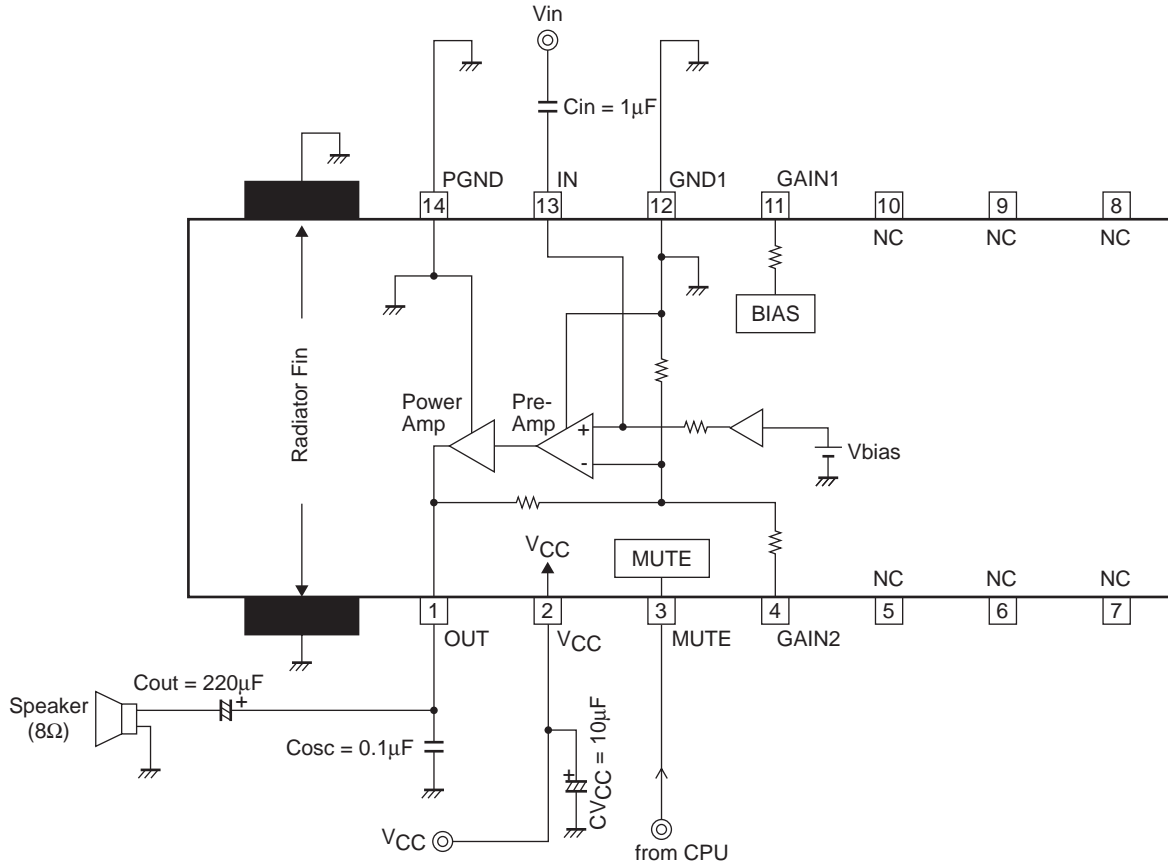 Vin
Cin = 1µF
PGND
IN
GND1
GAIN1
14
13
12
11
10
9
8
NC
NC
NC
BIAS
Radiator Fin
Power
Amp
Pre-
Amp
+
-
Vbias
VCC
MUTE
NC
NC
NC
1
2
3
4
5
6
7
OUT
VCC
MUTE
GAIN2
Cout = 220µF
+
Speaker
(8Ω)
Cosc = 0.1µF
+
CVCC = 10µF
VCC
from CPU